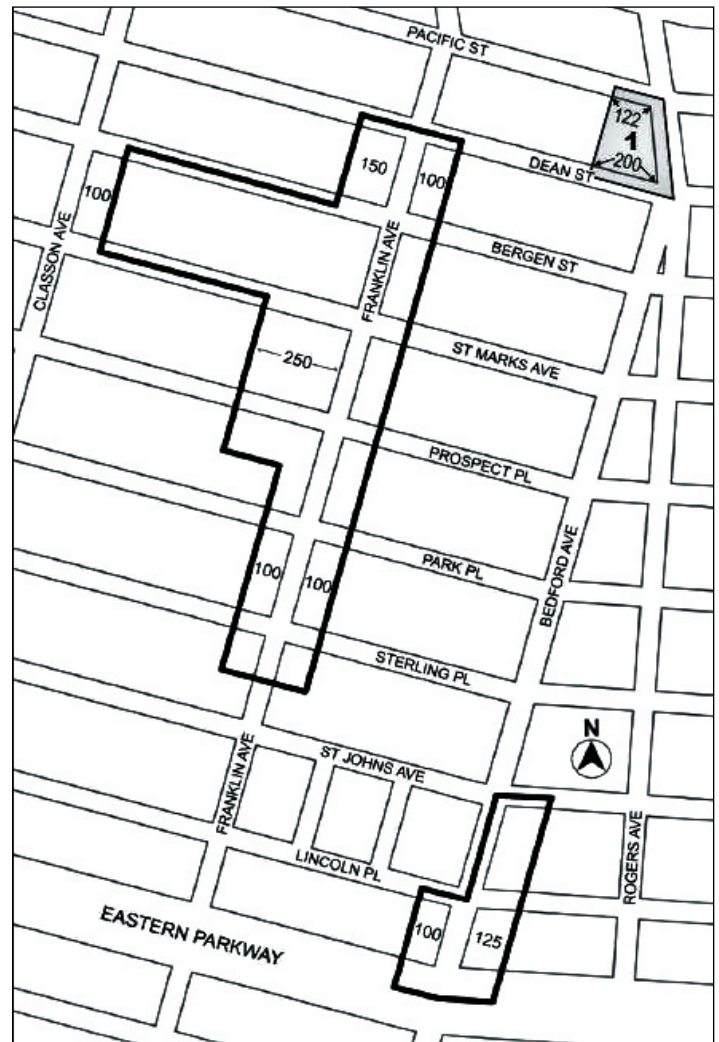 PACIFIC ST
122
1
200
DEAN ST
150
100
100
BERGEN ST
FRANKLIN AVE
CLASSON AVE
ST MARKS AVE
250
PROSPECT PL
BEDFORD AVE
PARK PL
100
100
STERLING PL
N
ST JOHNS AVE
FRANKLIN AVE
ROGERS AVE
LINCOLN PL
EASTERN PARKWAY
100
125